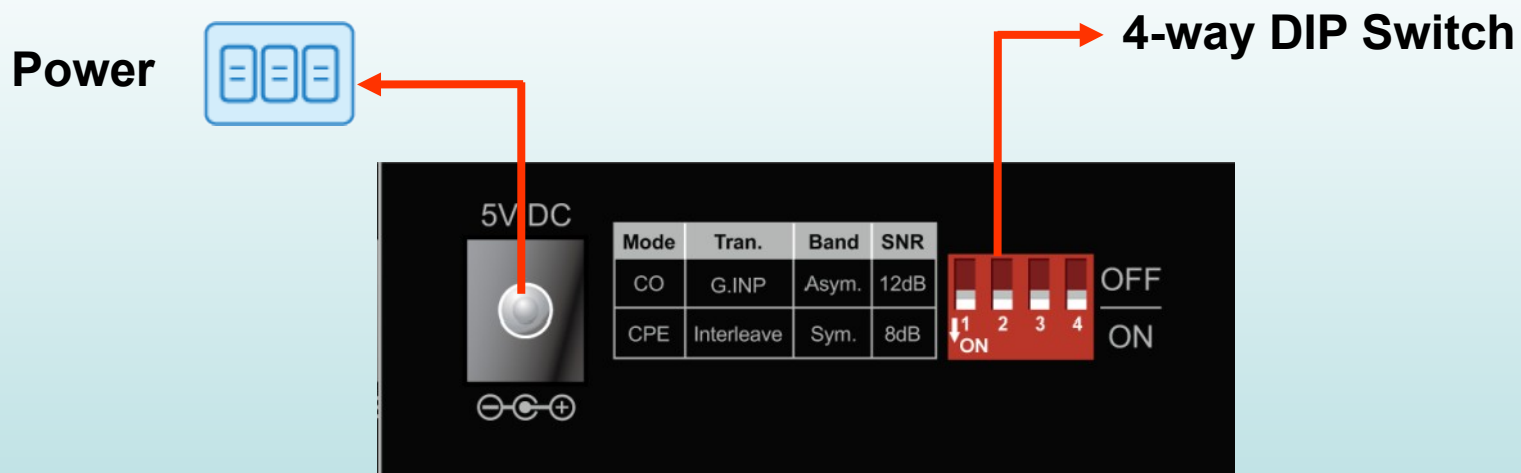 4-way DIP Switch
Power
5V DC
Mode Tran. Band SNR
CO G.INP Asym. 12dB
CPE Interleave Sym. 8dB
OFF
1 2 3 4
ON
ON